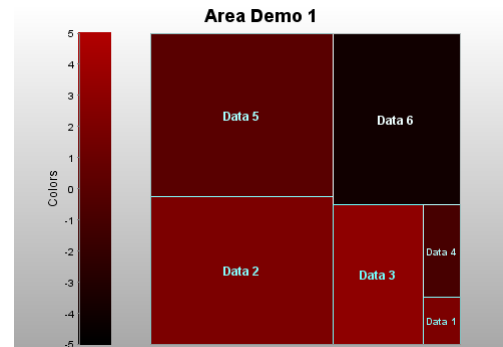 Area Demo 1
5
4
3
2
1
0
-1
-2
-3
-4
-5
Colors
Data 5
Data 6
Data 2
Data 3
Data 4
Data 1